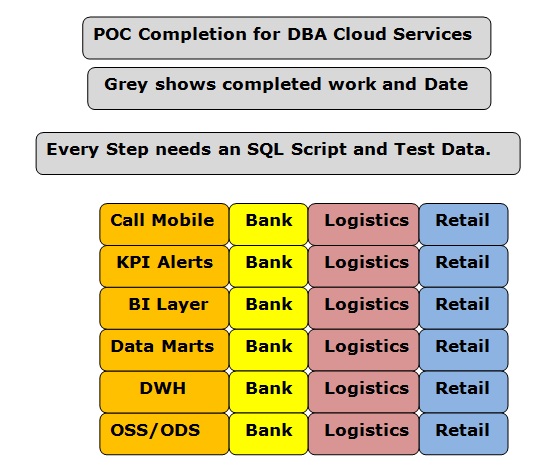 POC Completion for DBA Cloud Services
Grey shows completed work and Date
Every Step needs an SQL Script and Test Data.
Call Mobile Bank Logistics Retail
KPI Alerts Bank Logistics Retail
BI Layer Bank Logistics Retail
Data Marts Bank Logistics Retail
DWH Bank Logistics Retail
OSS/ODS Bank Logistics Retail